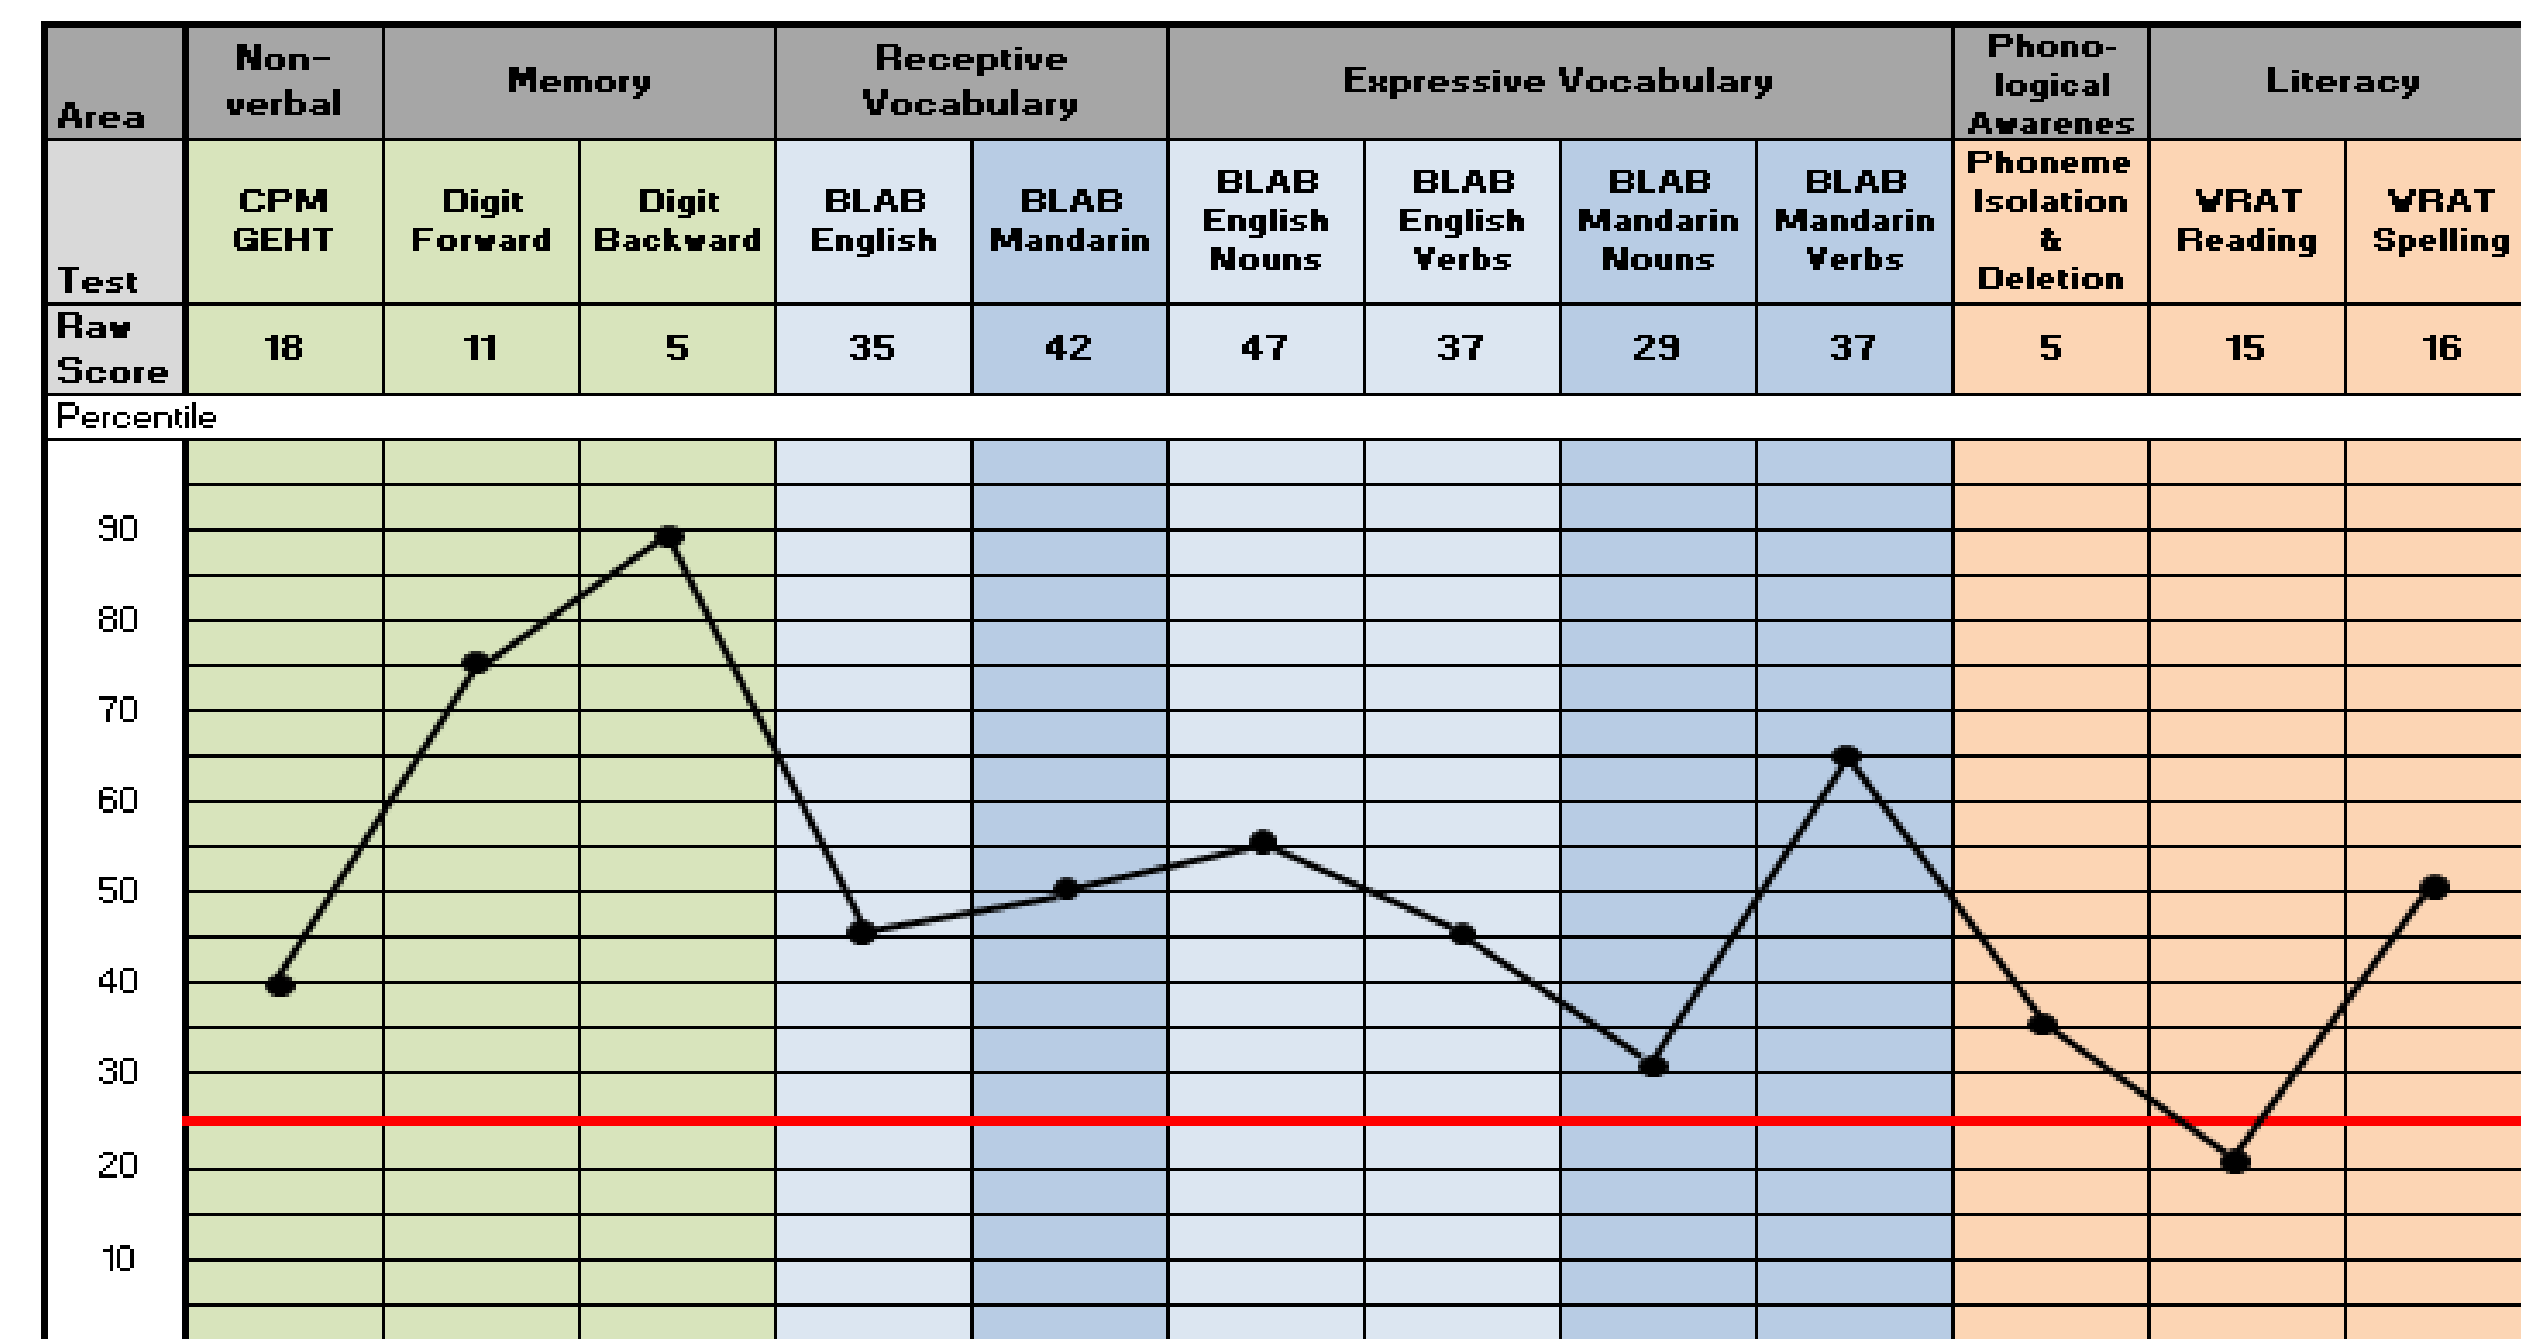 Area
Non-
verbal
Memory
Receptive
Vocabulary
Expressive Vocabulary
Phono-
logical
Awarenes
Literacy
Test
CPM
GEHT
Digit
Forward
Digit
Backward
BLAB
English
BLAB
Mandarin
BLAB
English
Nouns
BLAB
English
Verbs
BLAB
Mandarin
Nouns
BLAB
Mandarin
Verbs
Phoneme
Isolation
&
Deletion
WRAT
Reading
WRAT
Spelling
Raw
Score
18
11
5
35
42
47
37
29
37
5
15
16
Percentile
90
80
70
60
50
40
30
20
10